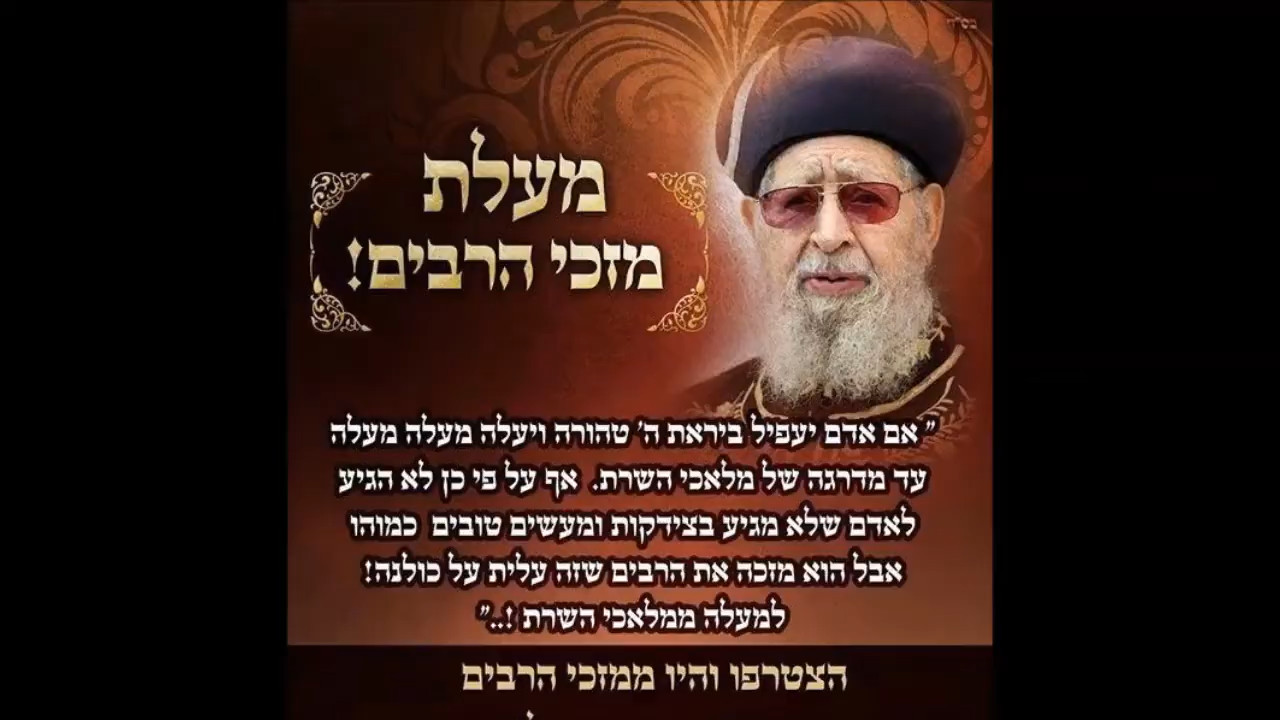 בס"ד
מעלת
מזכי הרבים!
" אם אדם יעפיל ביראת ה' טהורה ויעלה מעלה מעלה
עד מדרגה של מלאכי השרת. אף על פי כן לא הגיע
לאדם שלא מגיע בצידקות ומעשים טובים כמוהו
אבל הוא מזכה את הרבים שזה עלית על כולנה!
למעלה ממלאכי השרת !.."
הצטרפו והיו ממזכי הרבים